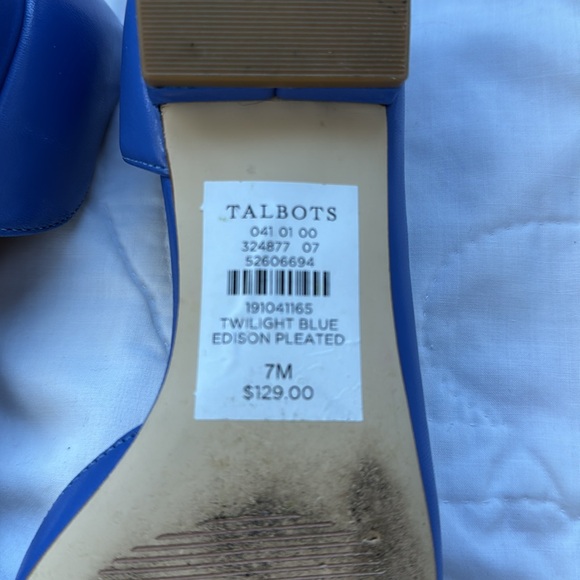 TALBOTS
041 01 00
324877 07
52606694
191041165
TWILIGHT BLUE
EDISON PLEATED
7M
$129.00